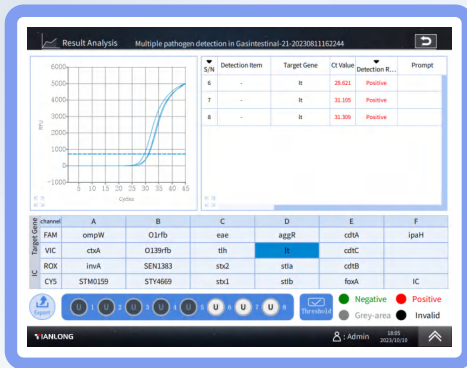 Result Analysis Multiple pathogen detection in Gasintestinal-21-20230811162244
S/N Detection Item Target Gene Ct Value Detection R... Prompt
6 - lt 29.621 Positive
7 - lt 31.105 Positive
8 - lt 31.309 Positive
6000
5000
4000
3000
2000
1000
0
-1000
RFU
5 10 15 20 25 30 35 40 45
Cycles
Target Gene
IC
channel A B C D E F
FAM ompW O1rfb eae aggR cdtA ipaH
VIC ctxA O139rfb tlh lt cdtC
ROX invA SEN1383 stx2 stIa cdtB
CY5 STM0159 STY4669 stx1 stIb foxA IC
Export
U 1 U 2 U 3 U 4 U 5 U 6 U 7 U 8
Threshold
Negative Positive
Grey-area Invalid
TIANLONG
: Admin 10:05
2023/10/10